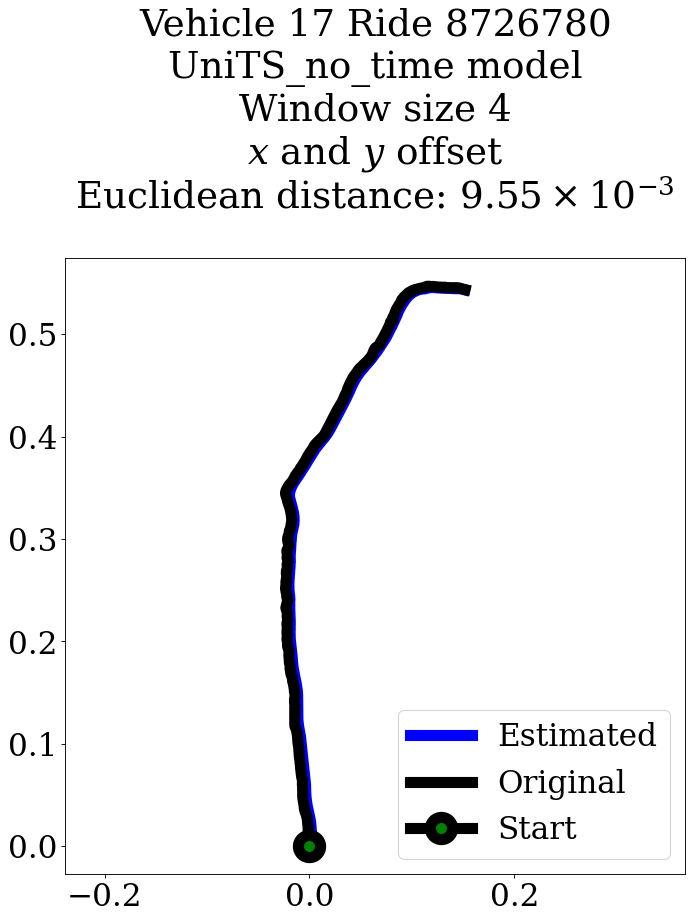 Vehicle 17 Ride 8726780
UniTS_no_time model
Window size 4
x and y offset
Euclidean distance: 9.55 × 10⁻³
0.5
0.4
0.3
0.2
0.1
0.0
−0.2 0.0 0.2
Estimated
Original
Start